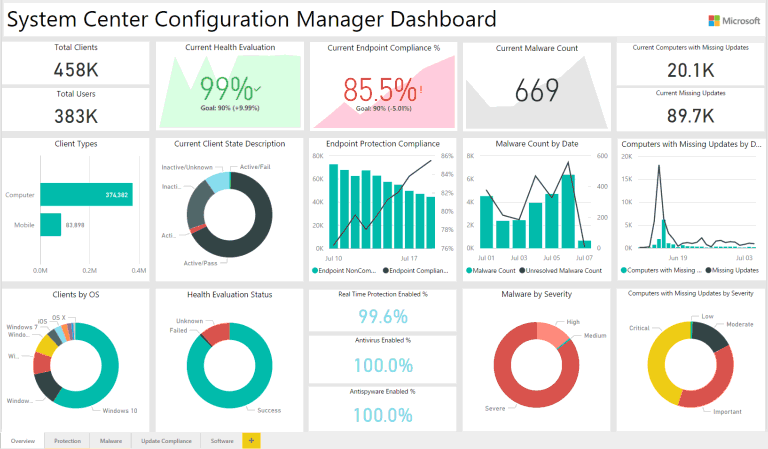 System Center Configuration Manager Dashboard
Microsoft
Total Clients
458K
Total Users
383K
Current Health Evaluation
99%
Goal: 90% (+9.99%)
Current Endpoint Compliance %
85.5%!
Goal: 90% (-5.01%)
Current Malware Count
669
Current Computers with Missing Updates
20.1K
Current Missing Updates
89.7K
Client Types
Computer
374,382
Mobile
83,898
0.0M 0.2M 0.4M
Current Client State Description
Inactive/Unknown
Active/Fail
Inacti...
Acti...
Active/Pass
Endpoint Protection Compliance
80K
60K
40K
20K
0K
86%
84%
82%
80%
78%
76%
Jul 10 Jul 17
Endpoint NonCom... Endpoint Complian...
Malware Count by Date
8K
6K
4K
2K
0K
600
400
200
0
Jul 01 Jul 03 Jul 05 Jul 07
Malware Count Unresolved Malware Count
Computers with Missing Updates by D...
20K
15K
10K
5K
0K
Jun 19 Jul 03
Computers with Missing ... Missing Updates
Clients by OS
OS X
iOS
Windows 7
Windo...
Wi...
Window...
Windows 10
Health Evaluation Status
Unknown
Failed
Success
Real Time Protection Enabled %
99.6%
Antivirus Enabled %
100.0%
Antispyware Enabled %
100.0%
Malware by Severity
High
Medium
Severe
Computers with Missing Updates by Severity
Low
Critical
Moderate
Important
Overview Protection Malware Update Compliance Software +